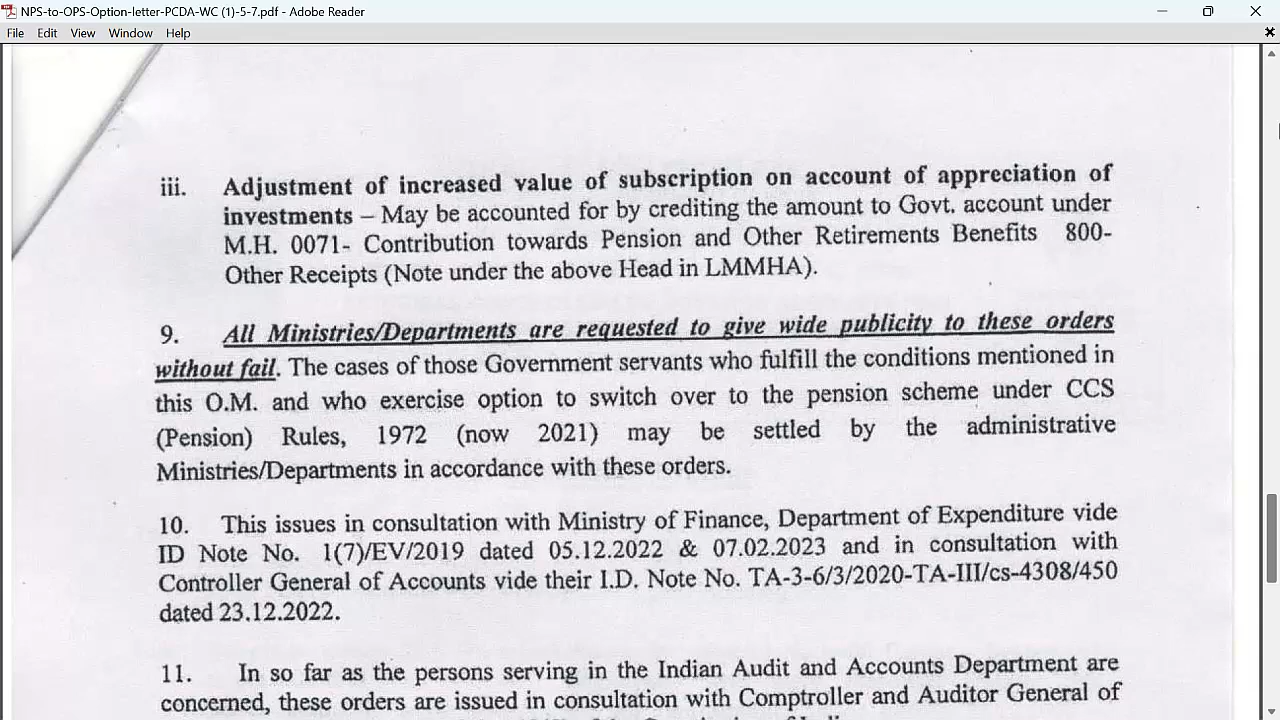 NPS-to-OPS-Option-letter-PCDA-WC (1)-5-7.pdf - Adobe Reader
File Edit View Window Help
iii. Adjustment of increased value of subscription on account of appreciation of
investments – May be accounted for by crediting the amount to Govt. account under
M.H. 0071- Contribution towards Pension and Other Retirements Benefits 800-
Other Receipts (Note under the above Head in LMMHA).
9. All Ministries/Departments are requested to give wide publicity to these orders
without fail. The cases of those Government servants who fulfill the conditions mentioned in
this O.M. and who exercise option to switch over to the pension scheme under CCS
(Pension) Rules, 1972 (now 2021) may be settled by the administrative
Ministries/Departments in accordance with these orders.
10. This issues in consultation with Ministry of Finance, Department of Expenditure vide
ID Note No. 1(7)/EV/2019 dated 05.12.2022 & 07.02.2023 and in consultation with
Controller General of Accounts vide their I.D. Note No. TA-3-6/3/2020-TA-III/cs-4308/450
dated 23.12.2022.
11. In so far as the persons serving in the Indian Audit and Accounts Department are
concerned, these orders are issued in consultation with Comptroller and Auditor General of